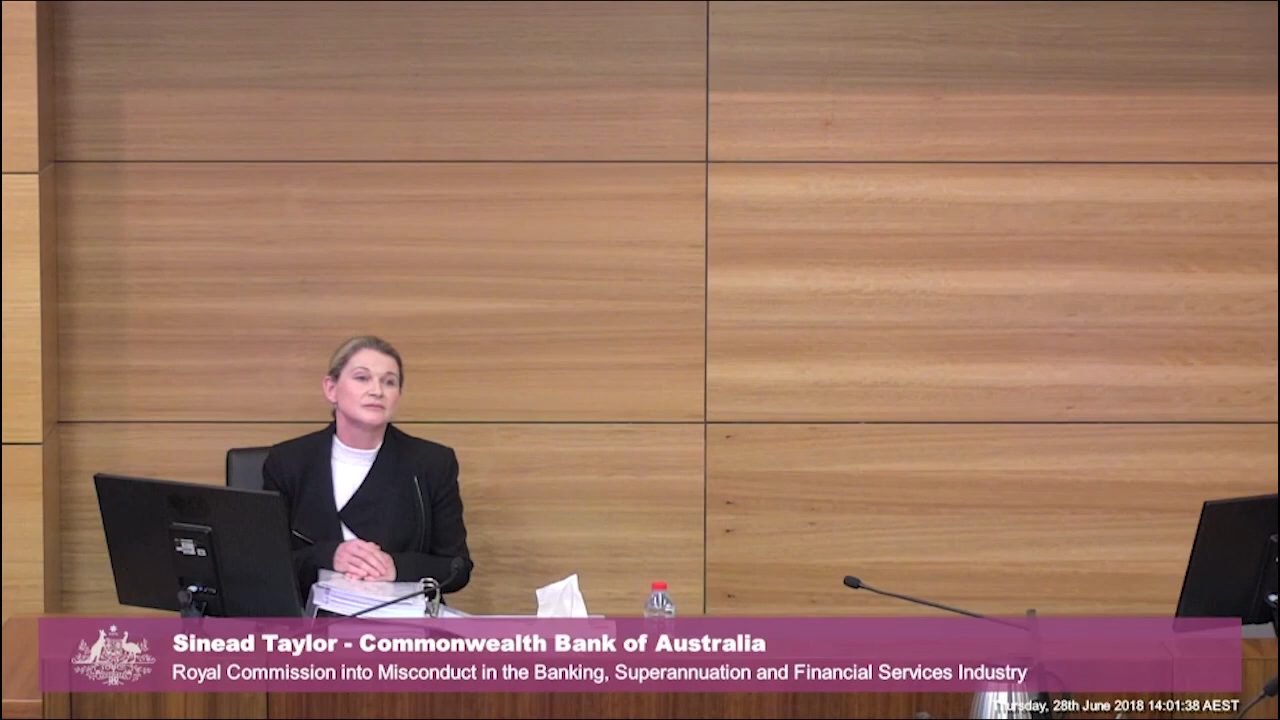 Sinead Taylor - Commonwealth Bank of Australia
Royal Commission into Misconduct in the Banking, Superannuation and Financial Services Industry
Thursday, 28th June 2018 14:01:38 AEST